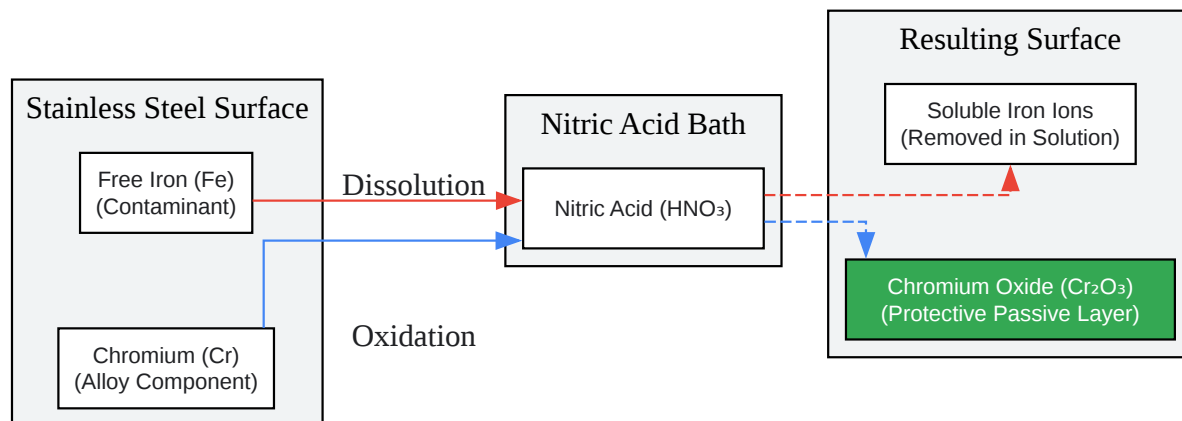 Stainless Steel Surface
Free Iron (Fe)
(Contaminant)
Chromium (Cr)
(Alloy Component)
Dissolution
Oxidation
Nitric Acid Bath
Nitric Acid (HNO₃)
Resulting Surface
Soluble Iron Ions
(Removed in Solution)
Chromium Oxide (Cr₂O₃)
(Protective Passive Layer)